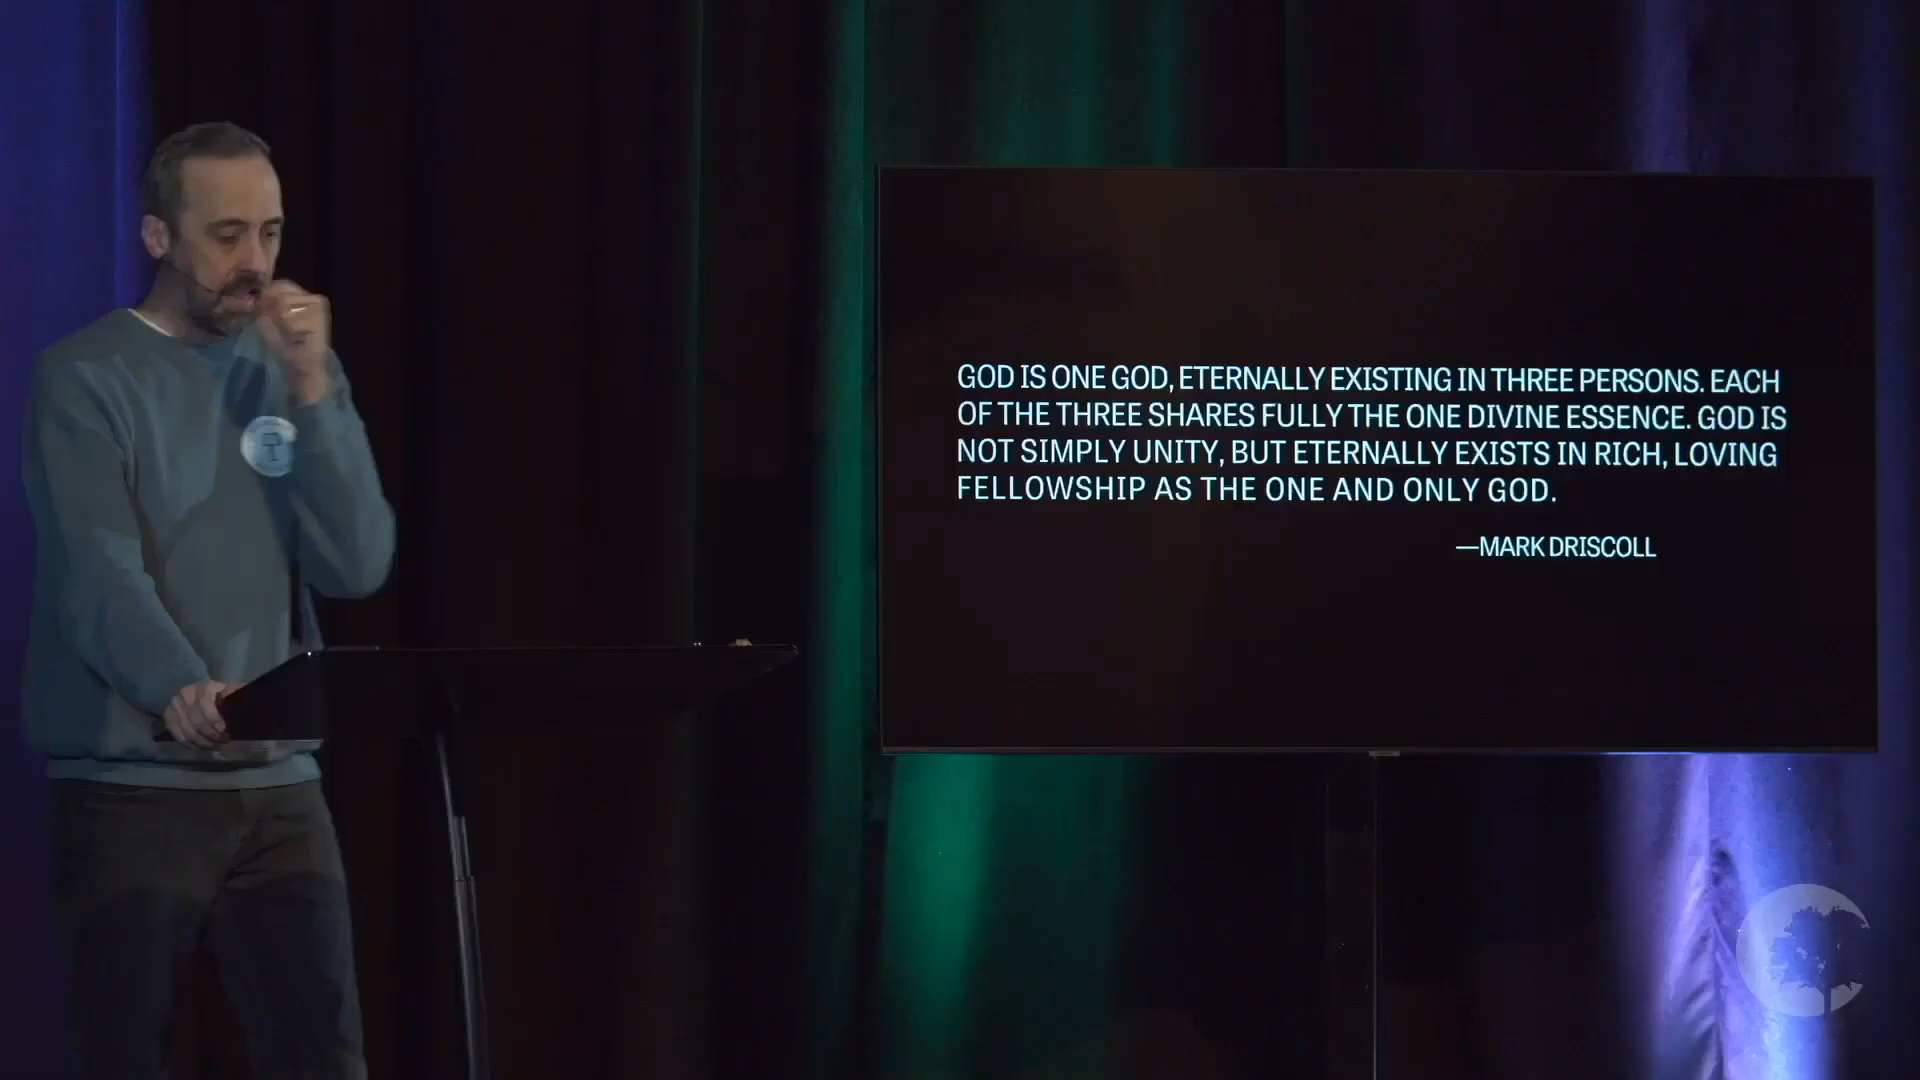 GOD IS ONE GOD, ETERNALLY EXISTING IN THREE PERSONS. EACH
OF THE THREE SHARES FULLY THE ONE DIVINE ESSENCE. GOD IS
NOT SIMPLY UNITY, BUT ETERNALLY EXISTS IN RICH, LOVING
FELLOWSHIP AS THE ONE AND ONLY GOD.
—MARK DRISCOLL